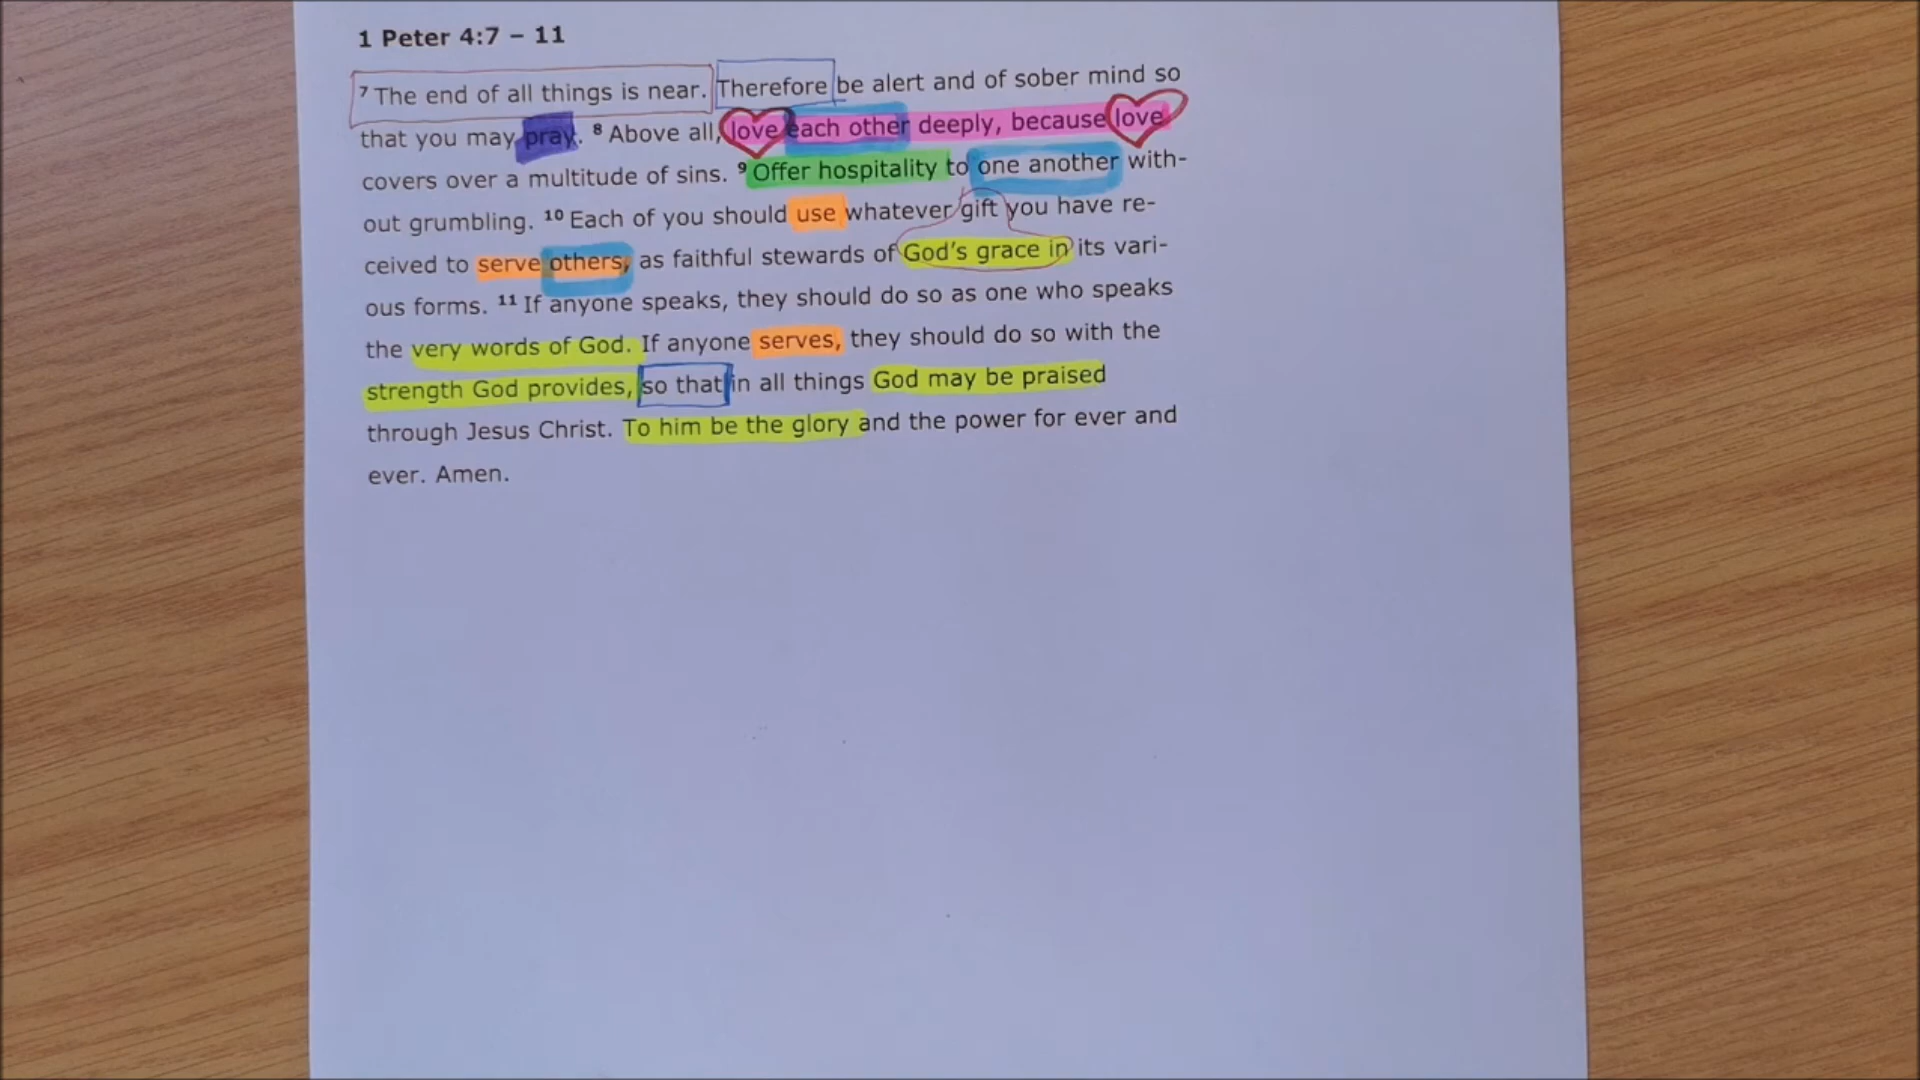 1 Peter 4:7 – 11
7 The end of all things is near. Therefore be alert and of sober mind so
that you may pray. 8 Above all, love each other deeply, because love
covers over a multitude of sins. 9 Offer hospitality to one another with-
out grumbling. 10 Each of you should use whatever gift you have re-
ceived to serve others, as faithful stewards of God's grace in its vari-
ous forms. 11 If anyone speaks, they should do so as one who speaks
the very words of God. If anyone serves, they should do so with the
strength God provides, so that in all things God may be praised
through Jesus Christ. To him be the glory and the power for ever and
ever. Amen.